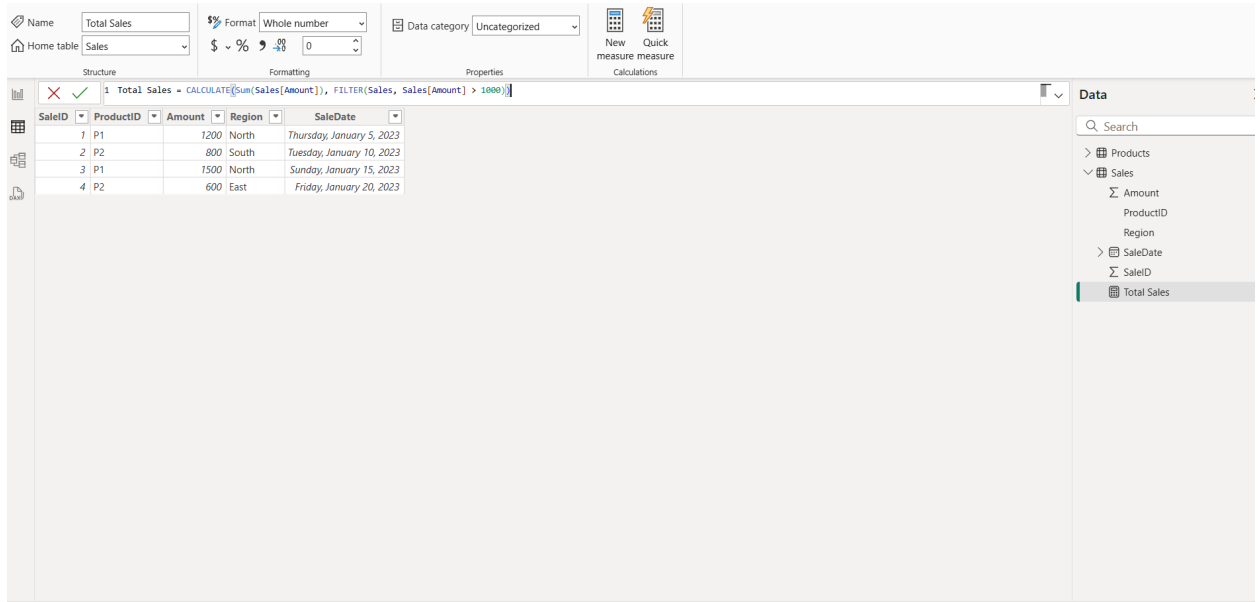 Name Total Sales $% Format Whole number Data category Uncategorized
Home table Sales $ % 9 .00 0 New Quick
measure measure
Structure Formatting Properties Calculations
1 Total Sales = CALCULATE(Sum(Sales[Amount]), FILTER(Sales, Sales[Amount] > 1000)) Data
SaleID ProductID Amount Region SaleDate
1 P1 1200 North Thursday, January 5, 2023
2 P2 800 South Tuesday, January 10, 2023
3 P1 1500 North Sunday, January 15, 2023
4 P2 600 East Friday, January 20, 2023
Search
Products
Sales
Σ Amount
ProductID
Region
SaleDate
Σ SaleID
Total Sales
DAX